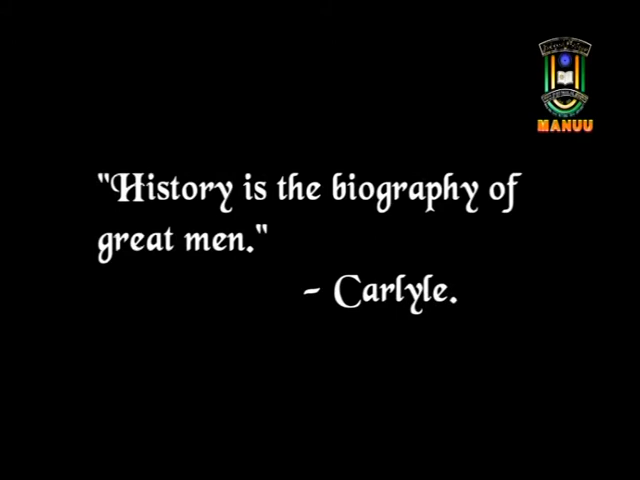 MANUU
"History is the biography of
great men."
- Carlyle.